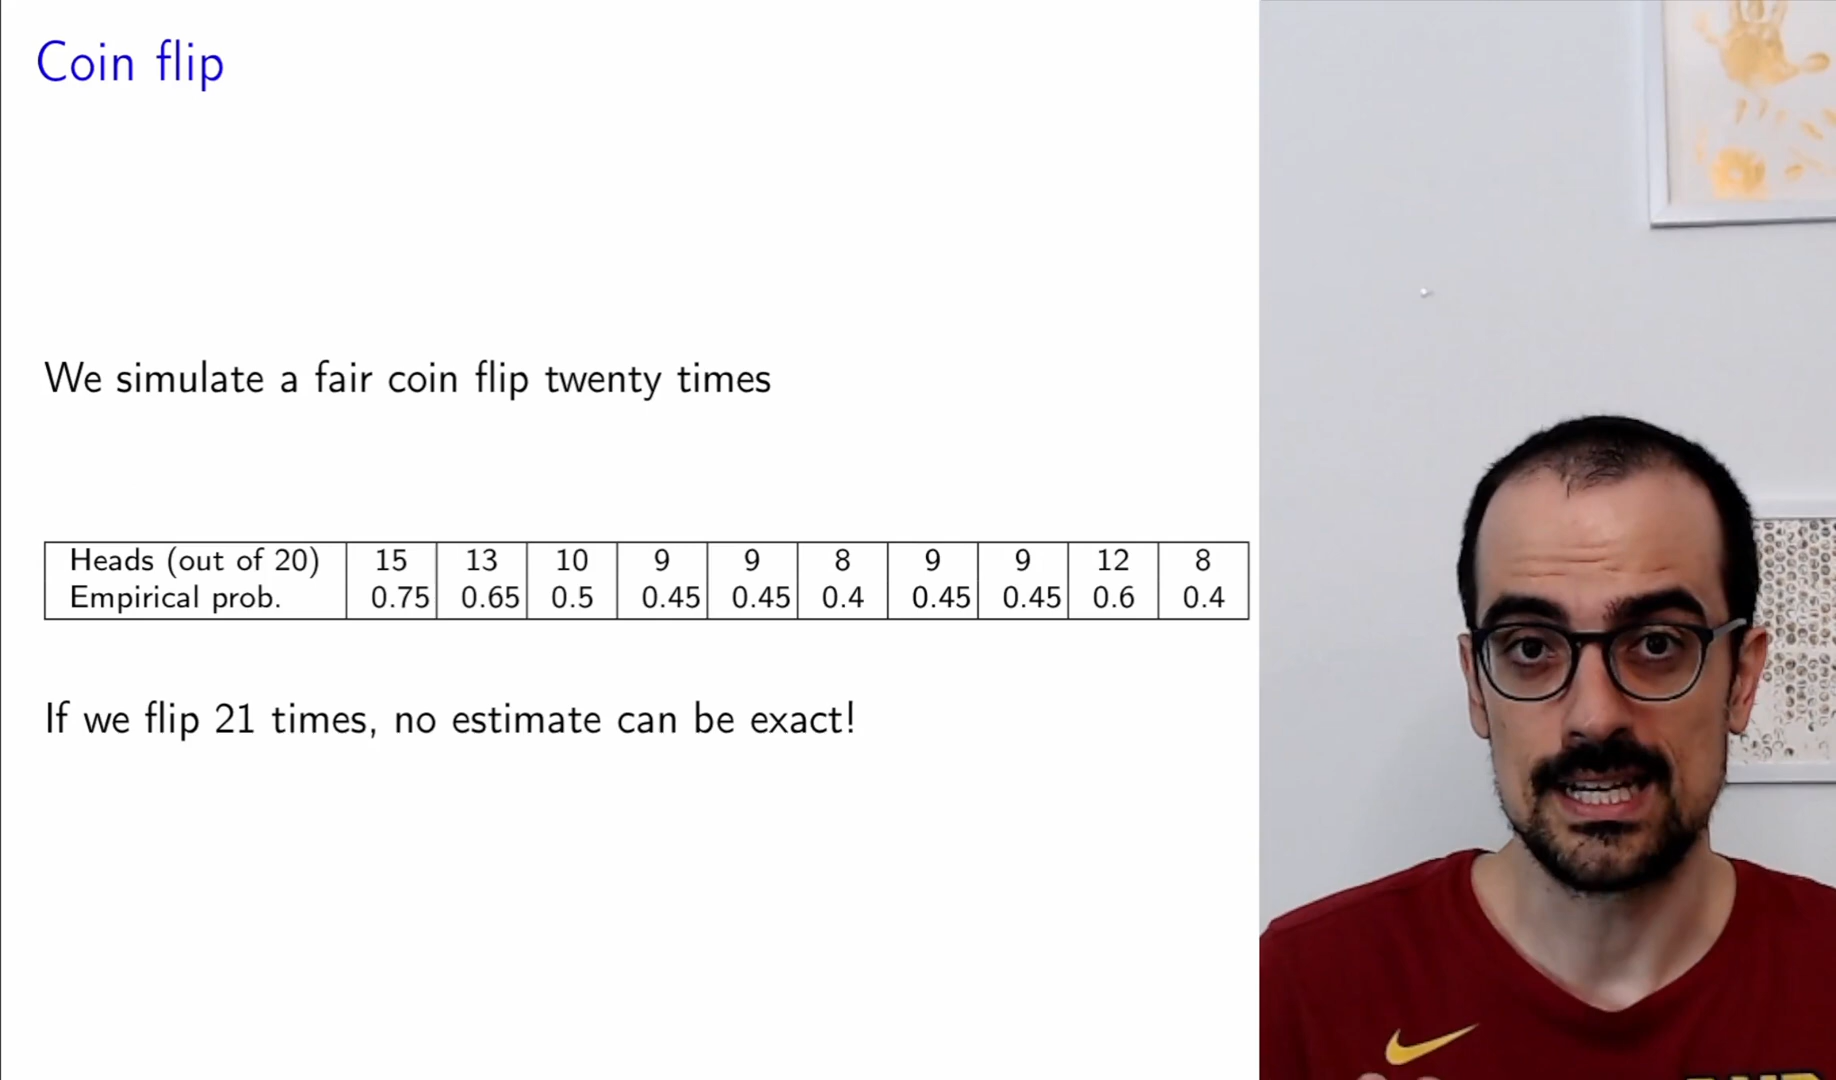 Coin flip
We simulate a fair coin flip twenty times
Heads (out of 20) 15 13 10 9 9 8 9 9 12 8
Empirical prob. 0.75 0.65 0.5 0.45 0.45 0.4 0.45 0.45 0.6 0.4
If we flip 21 times, no estimate can be exact!